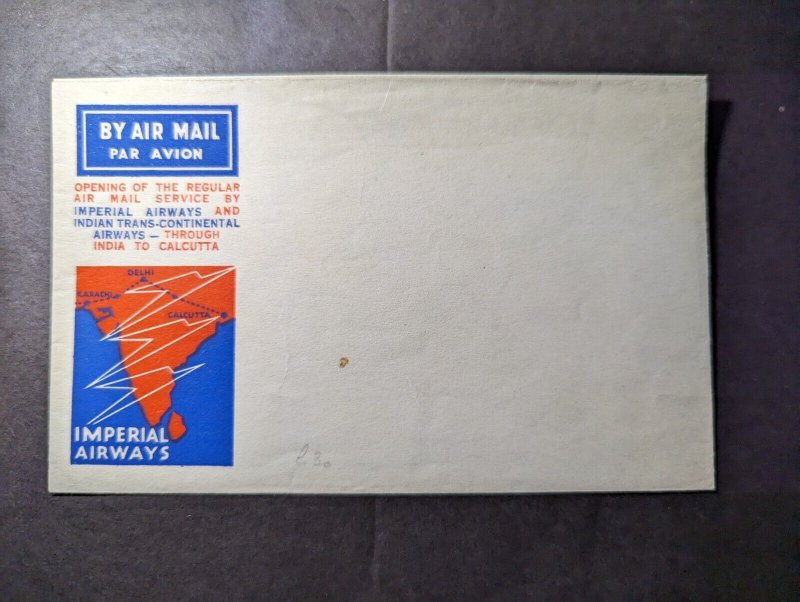 BY AIR MAIL
PAR AVION
OPENING OF THE REGULAR
AIR MAIL SERVICE BY
IMPERIAL AIRWAYS AND
INDIAN TRANS-CONTINENTAL
AIRWAYS — THROUGH
INDIA TO CALCUTTA
DELHI
KARACHI
CALCUTTA
IMPERIAL
AIRWAYS
£30